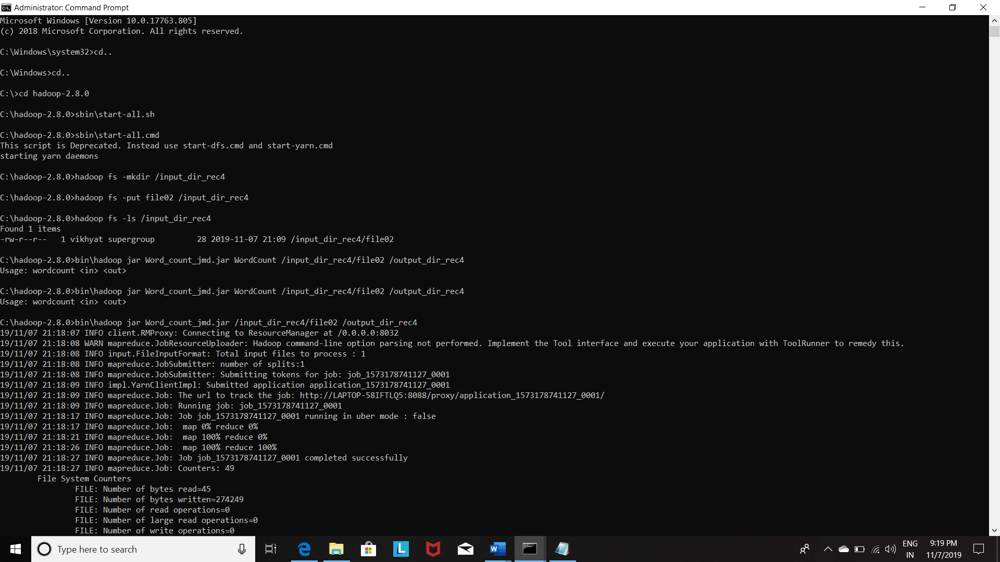 Administrator: Command Prompt
Microsoft Windows [Version 10.0.17763.805]
(c) 2018 Microsoft Corporation. All rights reserved.
C:\Windows\system32>cd..
C:\Windows>cd..
C:\>cd hadoop-2.8.0
C:\hadoop-2.8.0>sbin\start-all.sh
C:\hadoop-2.8.0>sbin\start-all.cmd
This script is Deprecated. Instead use start-dfs.cmd and start-yarn.cmd
starting yarn daemons
C:\hadoop-2.8.0>hadoop fs -mkdir /input_dir_rec4
C:\hadoop-2.8.0>hadoop fs -put file02 /input_dir_rec4
C:\hadoop-2.8.0>hadoop fs -ls /input_dir_rec4
Found 1 items
-rw-r--r--   1 vikhyat supergroup         28 2019-11-07 21:09 /input_dir_rec4/file02
C:\hadoop-2.8.0>bin\hadoop jar Word_count_jmd.jar WordCount /input_dir_rec4/file02 /output_dir_rec4
Usage: wordcount <in> <out>
C:\hadoop-2.8.0>bin\hadoop jar Word_count_jmd.jar WordCount /input_dir_rec4/file02 /output_dir_rec4
Usage: wordcount <in> <out>
C:\hadoop-2.8.0>bin\hadoop jar Word_count_jmd.jar /input_dir_rec4/file02 /output_dir_rec4
19/11/07 21:18:07 INFO client.RMProxy: Connecting to ResourceManager at /0.0.0.0:8032
19/11/07 21:18:08 WARN mapreduce.JobResourceUploader: Hadoop command-line option parsing not performed. Implement the Tool interface and execute your application with ToolRunner to remedy this.
19/11/07 21:18:08 INFO input.FileInputFormat: Total input files to process : 1
19/11/07 21:18:08 INFO mapreduce.JobSubmitter: number of splits:1
19/11/07 21:18:08 INFO mapreduce.JobSubmitter: Submitting tokens for job: job_1573178741127_0001
19/11/07 21:18:09 INFO impl.YarnClientImpl: Submitted application application_1573178741127_0001
19/11/07 21:18:09 INFO mapreduce.Job: The url to track the job: http://LAPTOP-58IFTLQ5:8088/proxy/application_1573178741127_0001/
19/11/07 21:18:09 INFO mapreduce.Job: Running job: job_1573178741127_0001
19/11/07 21:18:17 INFO mapreduce.Job: Job job_1573178741127_0001 running in uber mode : false
19/11/07 21:18:17 INFO mapreduce.Job:  map 0% reduce 0%
19/11/07 21:18:21 INFO mapreduce.Job:  map 100% reduce 0%
19/11/07 21:18:26 INFO mapreduce.Job:  map 100% reduce 100%
19/11/07 21:18:27 INFO mapreduce.Job: Job job_1573178741127_0001 completed successfully
19/11/07 21:18:27 INFO mapreduce.Job: Counters: 49
File System Counters
FILE: Number of bytes read=45
FILE: Number of bytes written=274249
FILE: Number of read operations=0
FILE: Number of large read operations=0
FILE: Number of write operations=0
Type here to search
ENG
IN
9:19 PM
11/7/2019